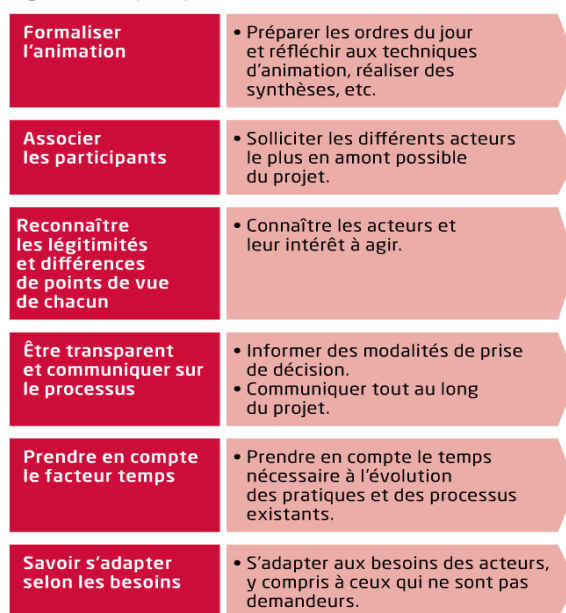 Formaliser
l'animation
• Préparer les ordres du jour
et réfléchir aux techniques
d'animation, réaliser des
synthèses, etc.
Associer
les participants
• Solliciter les différents acteurs
le plus en amont possible
du projet.
Reconnaître
les légitimités
et différences
de points de vue
de chacun
• Connaître les acteurs et
leur intérêt à agir.
Être transparent
et communiquer sur
le processus
• Informer des modalités de prise
de décision.
• Communiquer tout au long
du projet.
Prendre en compte
le facteur temps
• Prendre en compte le temps
nécessaire à l'évolution
des pratiques et des processus
existants.
Savoir s'adapter
selon les besoins
• S'adapter aux besoins des acteurs,
y compris à ceux qui ne sont pas
demandeurs.